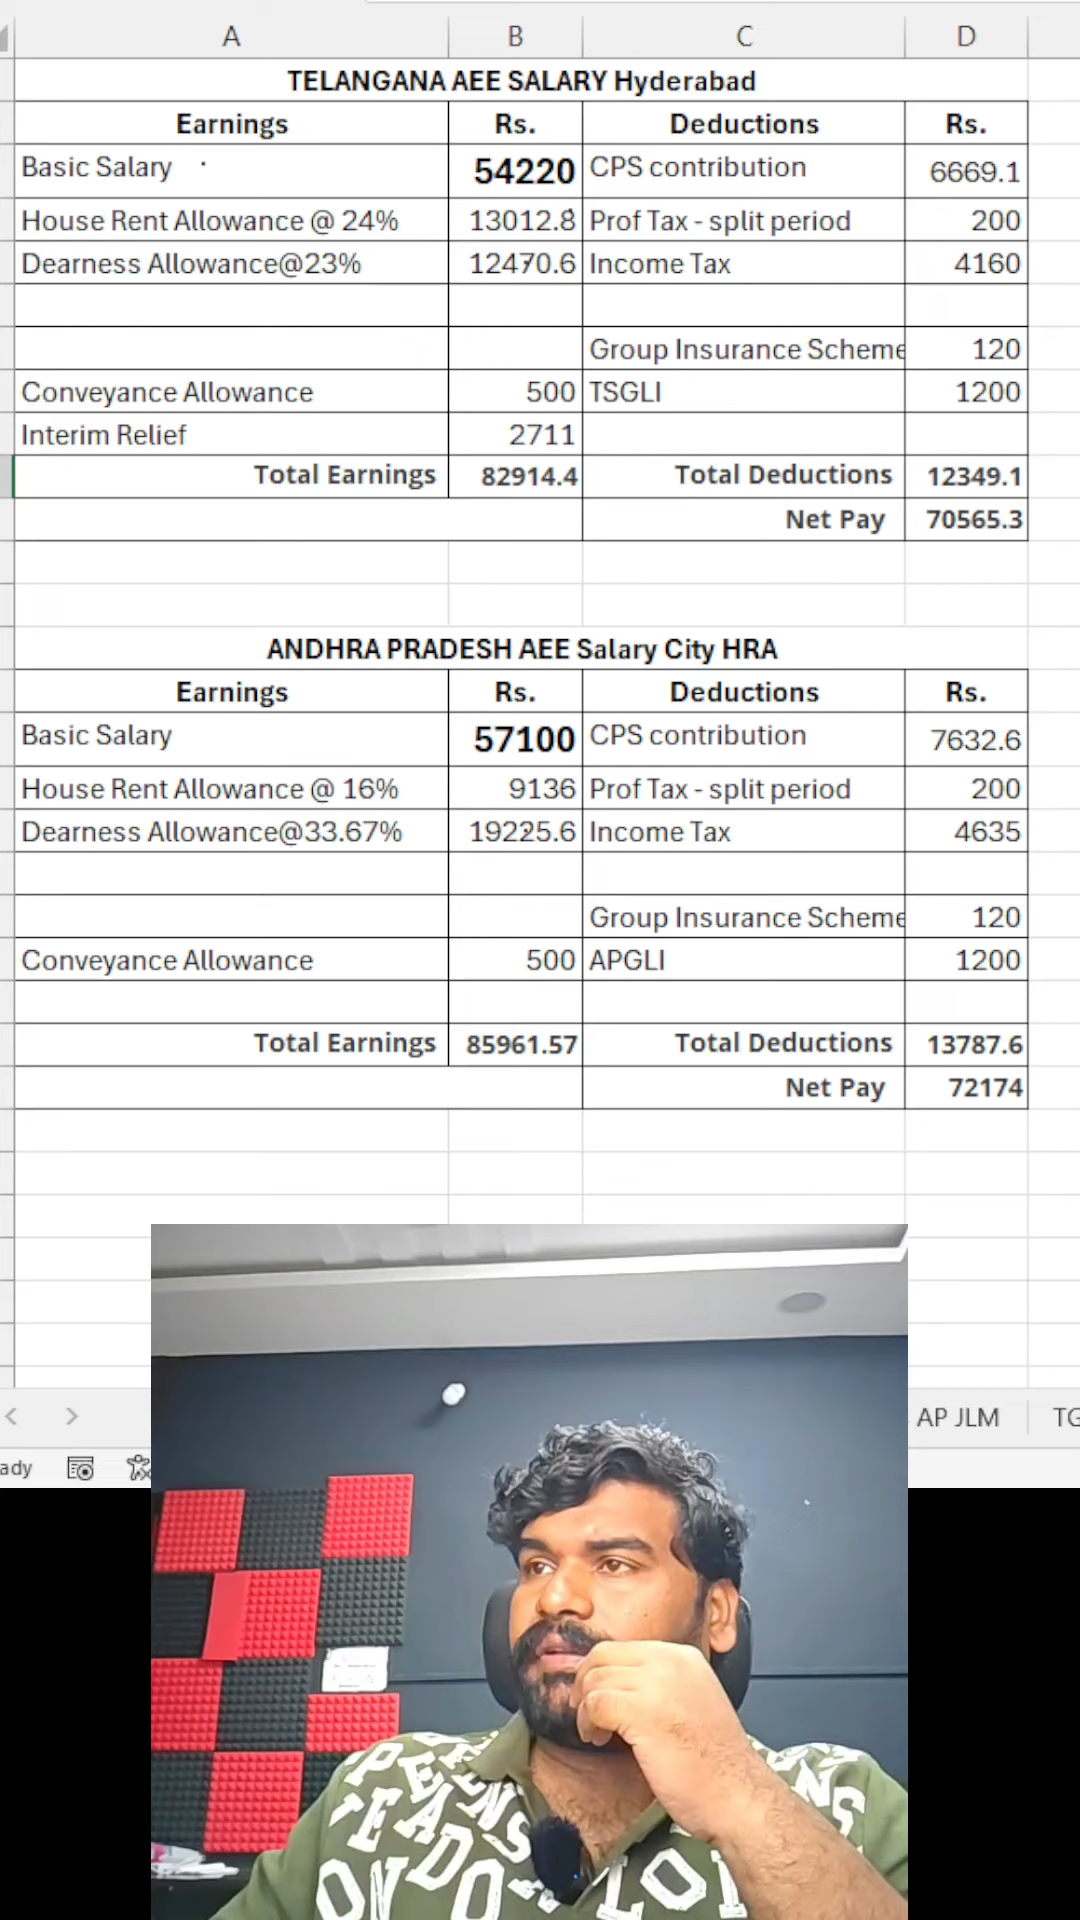 A B C D
TELANGANA AEE SALARY Hyderabad
Earnings Rs. Deductions Rs.
Basic Salary 54220 CPS contribution 6669.1
House Rent Allowance @ 24% 13012.8 Prof Tax - split period 200
Dearness Allowance@23% 12470.6 Income Tax 4160
Group Insurance Scheme 120
Conveyance Allowance 500 TSGLI 1200
Interim Relief 2711
Total Earnings 82914.4 Total Deductions 12349.1
Net Pay 70565.3
ANDHRA PRADESH AEE Salary City HRA
Earnings Rs. Deductions Rs.
Basic Salary 57100 CPS contribution 7632.6
House Rent Allowance @ 16% 9136 Prof Tax - split period 200
Dearness Allowance@33.67% 19225.6 Income Tax 4635
Group Insurance Scheme 120
Conveyance Allowance 500 APGLI 1200
Total Earnings 85961.57 Total Deductions 13787.6
Net Pay 72174
AP JLM TG
ady